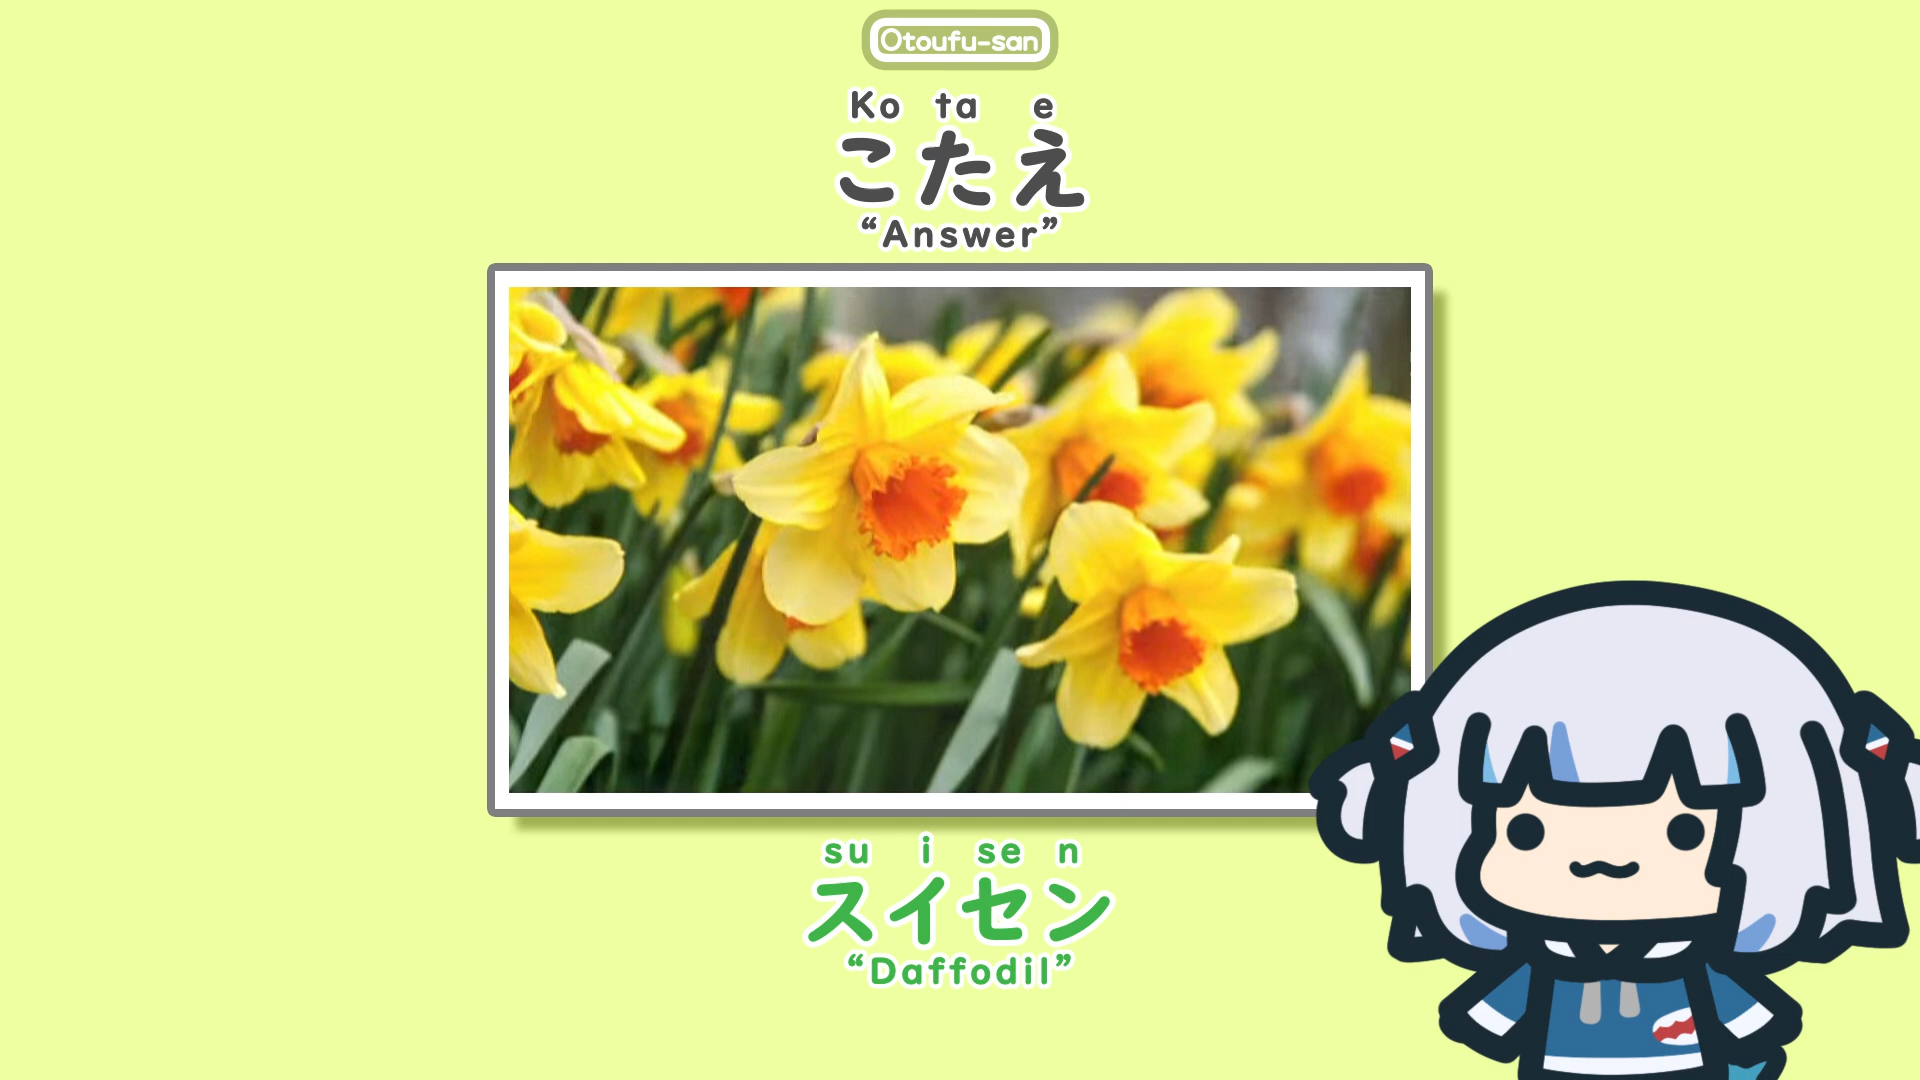 Otoufu-san
Ko ta e
こたえ
“Answer”
su i se n
スイセン
“Daffodil”